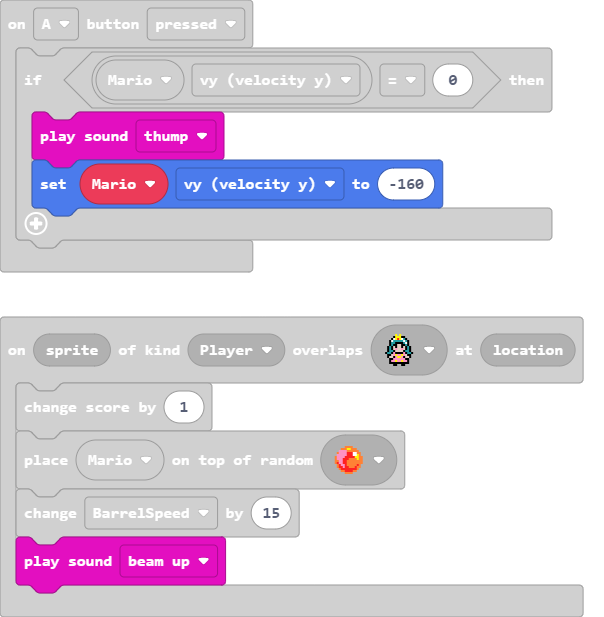 on A button pressed
if Mario vy (velocity y) = 0 then
play sound thump
set Mario vy (velocity y) to -160
on sprite of kind Player overlaps at location
change score by 1
place Mario on top of random
change BarrelSpeed by 15
play sound beam up